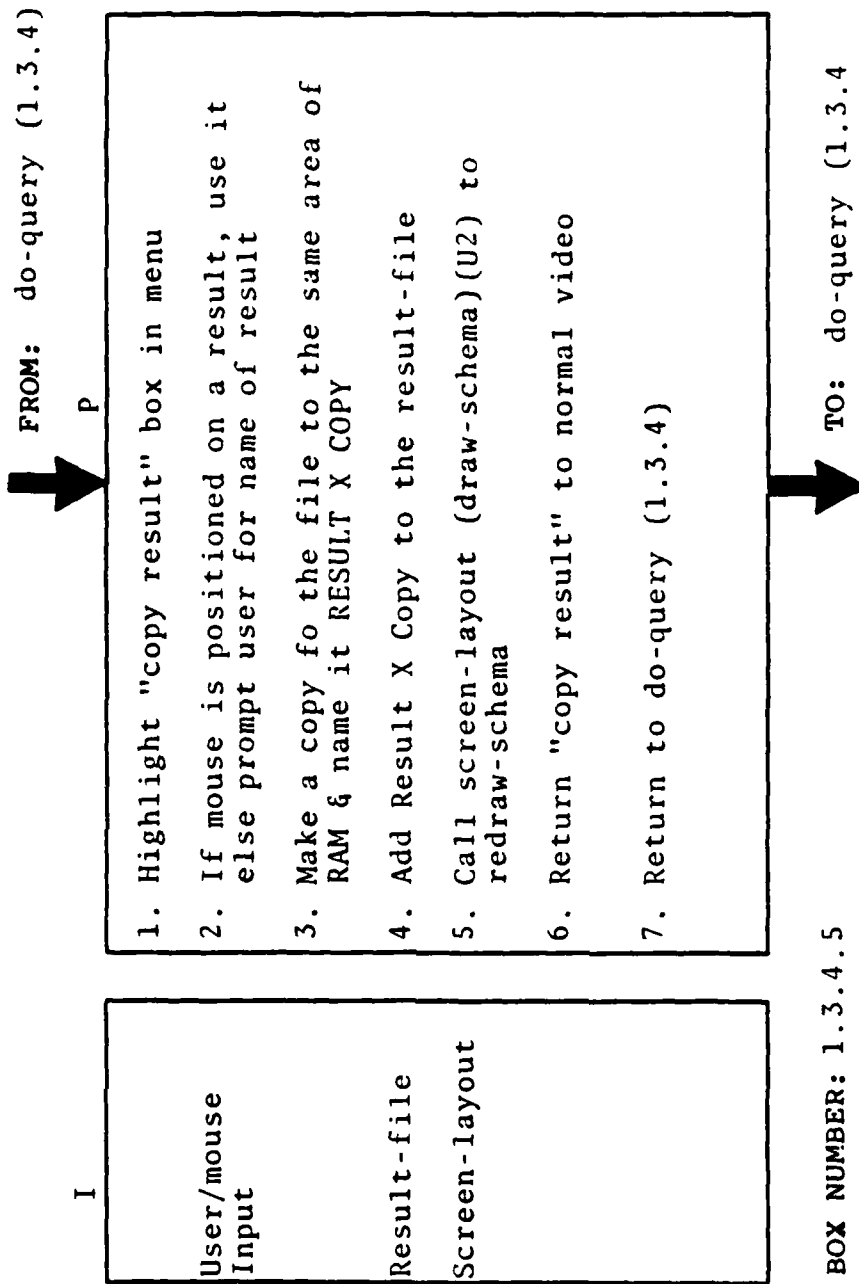 FROM: do-query (1.3.4)
I
P
User/mouse
Input
Result-file
Screen-layout
1. Highlight "copy result" box in menu
2. If mouse is positioned on a result, use it
else prompt user for name of result
3. Make a copy fo the file to the same area of
RAM & name it RESULT X COPY
4. Add Result X Copy to the result-file
5. Call screen-layout (draw-schema)(U2) to
redraw-schema
6. Return "copy result" to normal video
7. Return to do-query (1.3.4)
BOX NUMBER: 1.3.4.5
TO: do-query (1.3.4